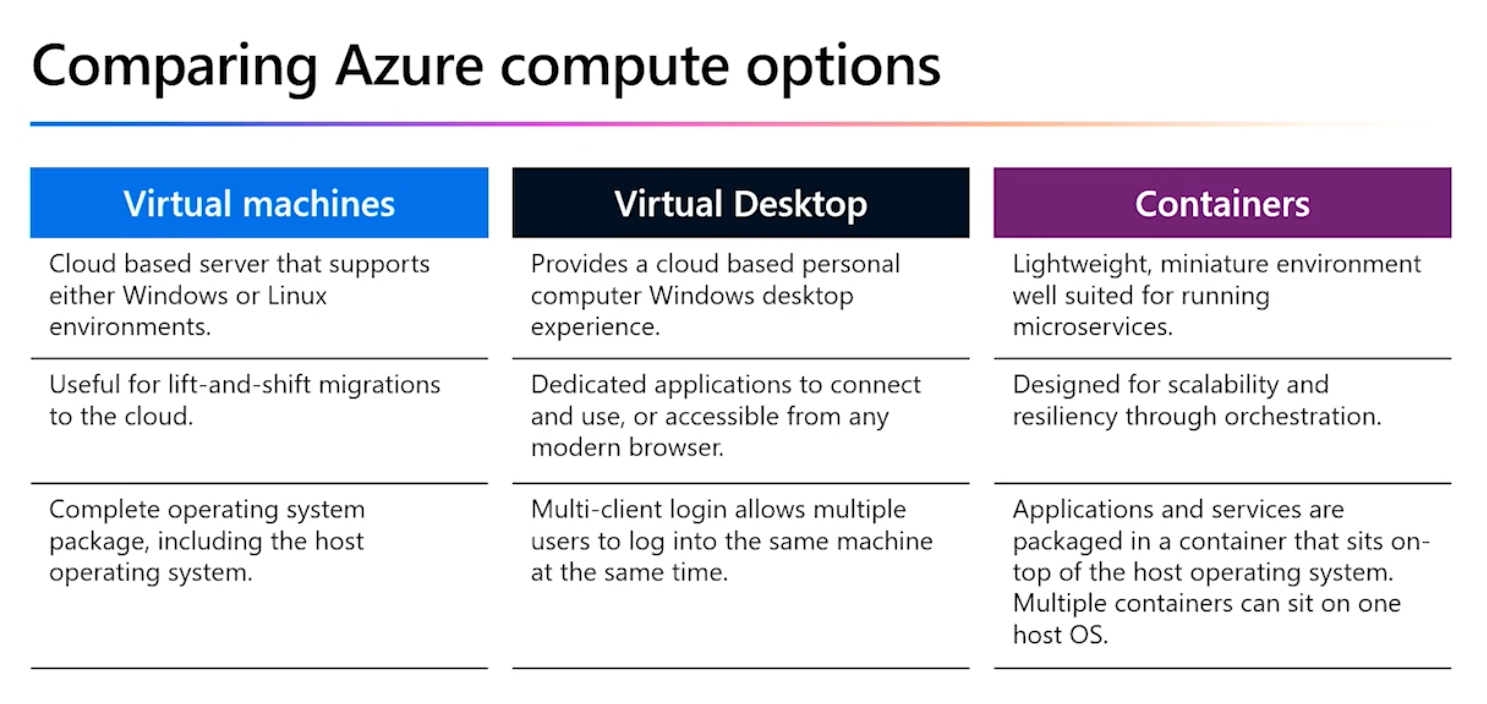 Comparing Azure compute options
Virtual machines
Cloud based server that supports
either Windows or Linux
environments.
Useful for lift-and-shift migrations
to the cloud.
Complete operating system
package, including the host
operating system.
Virtual Desktop
Provides a cloud based personal
computer Windows desktop
experience.
Dedicated applications to connect
and use, or accessible from any
modern browser.
Multi-client login allows multiple
users to log into the same machine
at the same time.
Containers
Lightweight, miniature environment
well suited for running
microservices.
Designed for scalability and
resiliency through orchestration.
Applications and services are
packaged in a container that sits on-
top of the host operating system.
Multiple containers can sit on one
host OS.